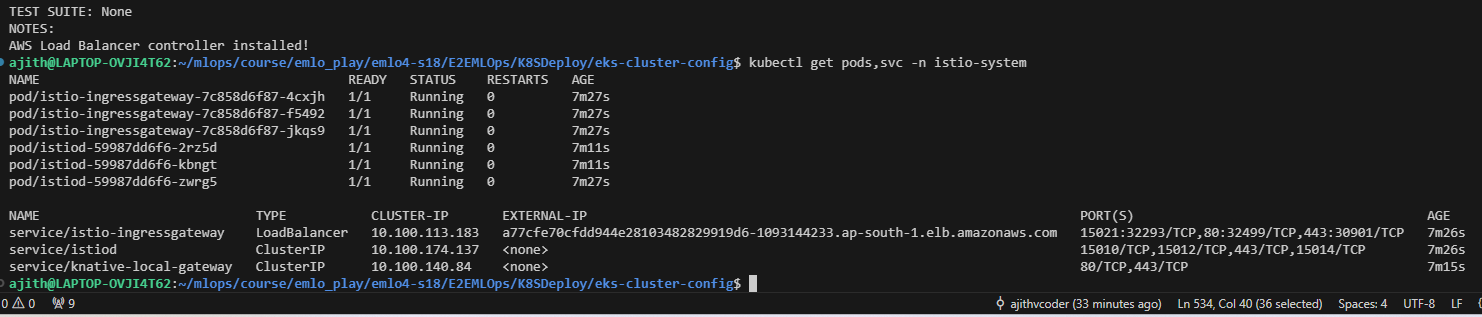 TEST SUITE: None
NOTES:
AWS Load Balancer controller installed!
ajith@LAPTOP-OVJI4T62:~/mlops/course/emlo_play/emlo4-s18/E2EMLOps/K8SDeploy/eks-cluster-config$ kubectl get pods,svc -n istio-system
NAME READY STATUS RESTARTS AGE
pod/istio-ingressgateway-7c858d6f87-4cxjh 1/1 Running 0 7m27s
pod/istio-ingressgateway-7c858d6f87-f5492 1/1 Running 0 7m27s
pod/istio-ingressgateway-7c858d6f87-jkqs9 1/1 Running 0 7m27s
pod/istiod-59987dd6f6-2rz5d 1/1 Running 0 7m11s
pod/istiod-59987dd6f6-kbngt 1/1 Running 0 7m11s
pod/istiod-59987dd6f6-zwrg5 1/1 Running 0 7m27s
NAME TYPE CLUSTER-IP EXTERNAL-IP PORT(S) AGE
service/istio-ingressgateway LoadBalancer 10.100.113.183 a77cfe70cfdd944e28103482829919d6-1093144233.ap-south-1.elb.amazonaws.com 15021:32293/TCP,80:32499/TCP,443:30901/TCP 7m26s
service/istiod ClusterIP 10.100.174.137 <none> 15010/TCP,15012/TCP,443/TCP,15014/TCP 7m26s
service/knative-local-gateway ClusterIP 10.100.140.84 <none> 80/TCP,443/TCP 7m15s
ajith@LAPTOP-OVJI4T62:~/mlops/course/emlo_play/emlo4-s18/E2EMLOps/K8SDeploy/eks-cluster-config$
0 0 9 ajithvcoder (33 minutes ago) Ln 534, Col 40 (36 selected) Spaces: 4 UTF-8 LF {